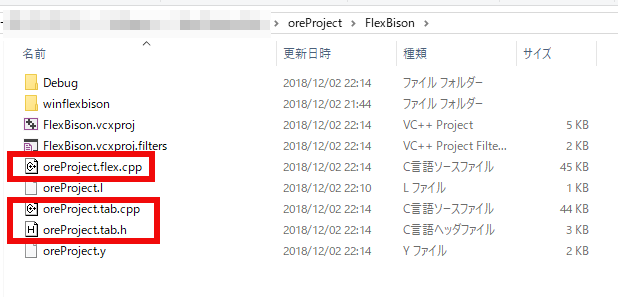 oreProject > FlexBison >
名前 更新日時 種類 サイズ
Debug 2018/12/02 22:14 ファイル フォルダー
winflexbison 2018/12/02 21:44 ファイル フォルダー
FlexBison.vcxproj 2018/12/02 22:14 VC++ Project 5 KB
FlexBison.vcxproj.filters 2018/12/02 22:14 VC++ Project Filte... 2 KB
oreProject.flex.cpp 2018/12/02 22:14 C言語ソースファイル 45 KB
oreProject.l 2018/12/02 22:10 L ファイル 1 KB
oreProject.tab.cpp 2018/12/02 22:14 C言語ソースファイル 44 KB
oreProject.tab.h 2018/12/02 22:14 C言語ヘッダファイル 3 KB
oreProject.y 2018/12/02 22:14 Y ファイル 2 KB